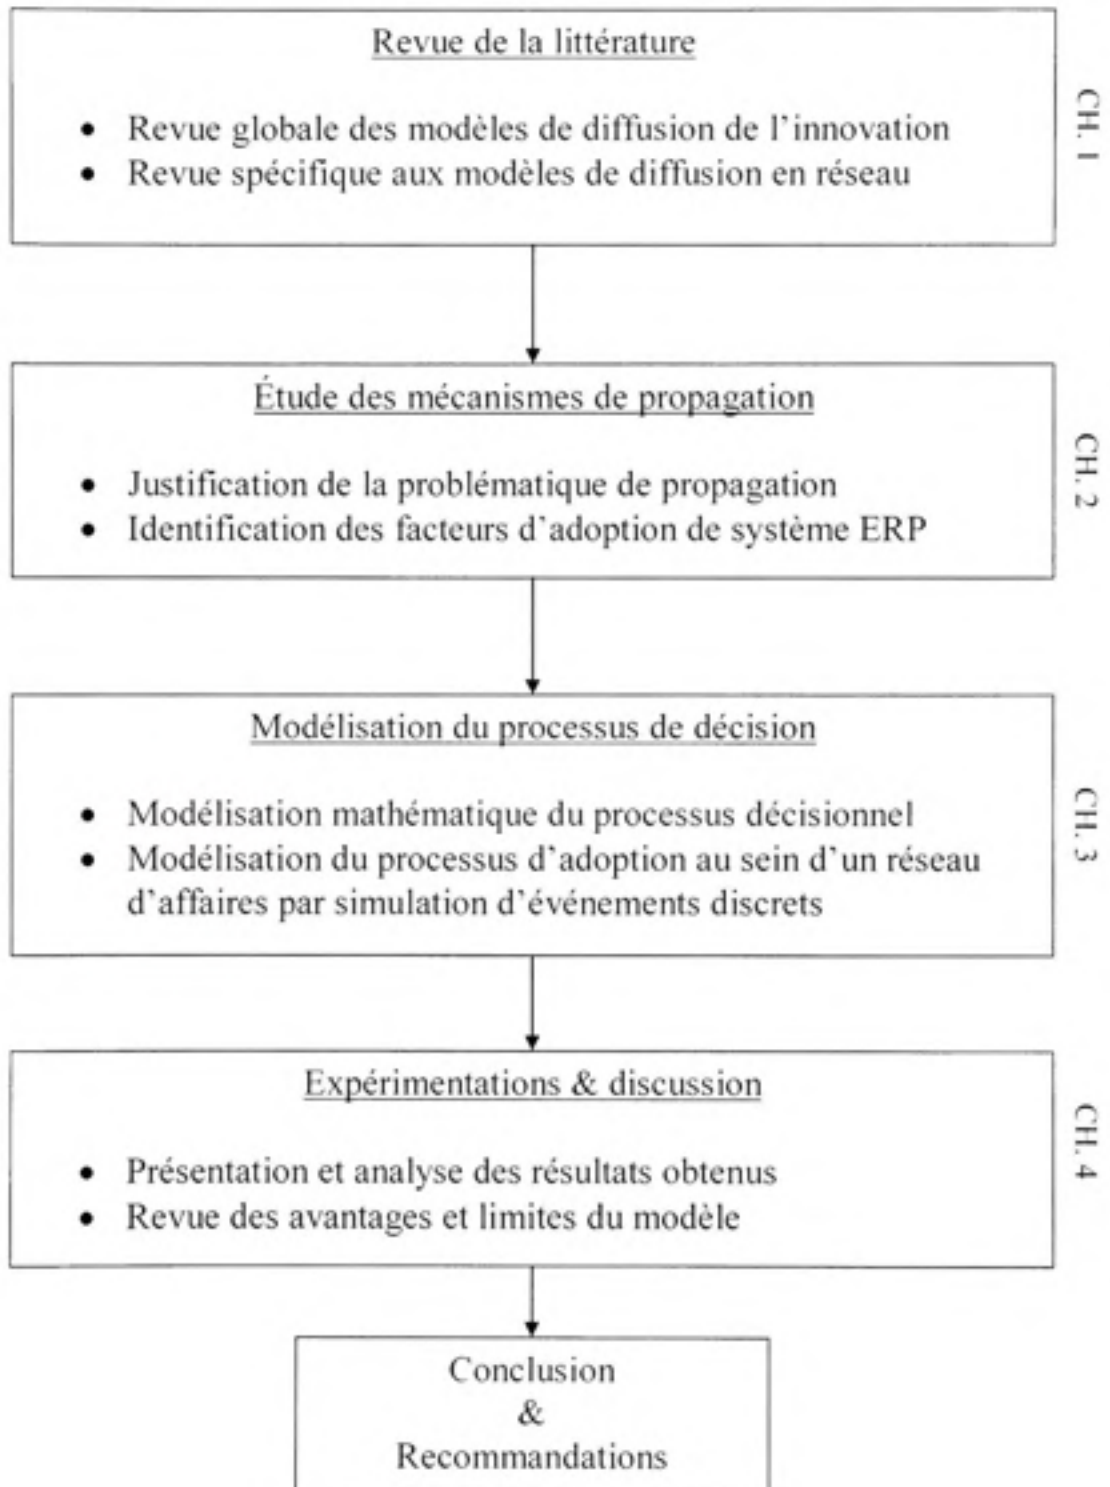 Revue de la littérature
• Revue globale des modèles de diffusion de l'innovation
• Revue spécifique aux modèles de diffusion en réseau
CH. 1
Étude des mécanismes de propagation
• Justification de la problématique de propagation
• Identification des facteurs d'adoption de système ERP
CH. 2
Modélisation du processus de décision
• Modélisation mathématique du processus décisionnel
• Modélisation du processus d'adoption au sein d'un réseau
d'affaires par simulation d'événements discrets
CH. 3
Expérimentations & discussion
• Présentation et analyse des résultats obtenus
• Revue des avantages et limites du modèle
CH. 4
Conclusion
&
Recommandations